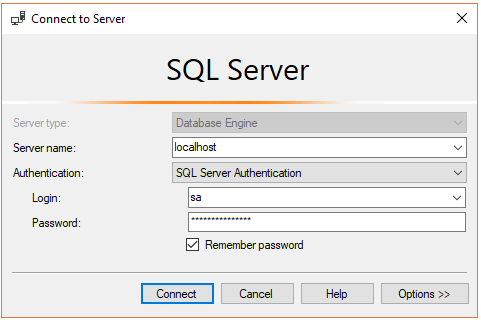 Connect to Server
SQL Server
Server type: Database Engine
Server name: localhost
Authentication: SQL Server Authentication
Login: sa
Password: ***************
Remember password
Connect Cancel Help Options >>